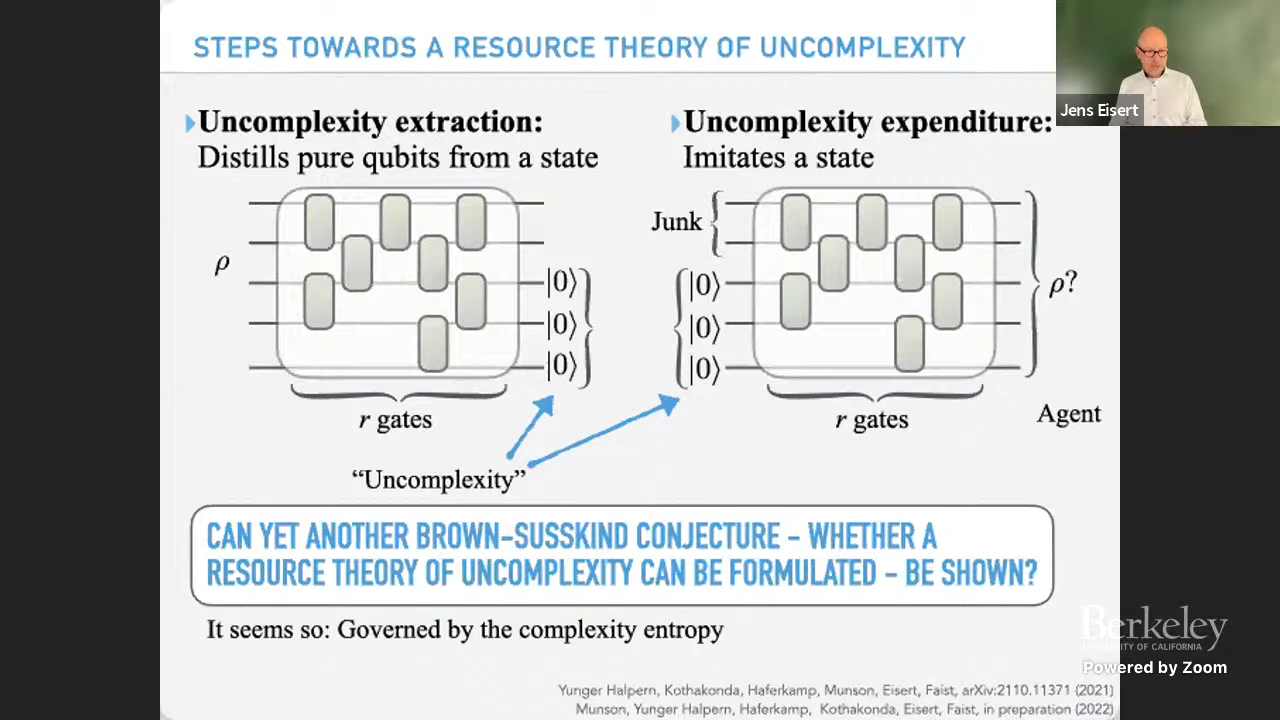 STEPS TOWARDS A RESOURCE THEORY OF UNCOMPLEXITY
Jens Eisert
Uncomplexity extraction:
Distills pure qubits from a state
ρ
|0⟩
|0⟩
|0⟩
r gates
Uncomplexity expenditure:
Imitates a state
Junk
|0⟩
|0⟩
|0⟩
ρ?
r gates
Agent
“Uncomplexity”
CAN YET ANOTHER BROWN-SUSSKIND CONJECTURE - WHETHER A
RESOURCE THEORY OF UNCOMPLEXITY CAN BE FORMULATED - BE SHOWN?
It seems so: Governed by the complexity entropy
Berkeley
UNIVERSITY OF CALIFORNIA
Powered by Zoom
Yunger Halpern, Kothakonda, Haferkamp, Munson, Eisert, Faist, arXiv:2110.11371 (2021)
Munson, Yunger Halpern, Haferkamp, Kothakonda, Eisert, Faist, in preparation (2022)